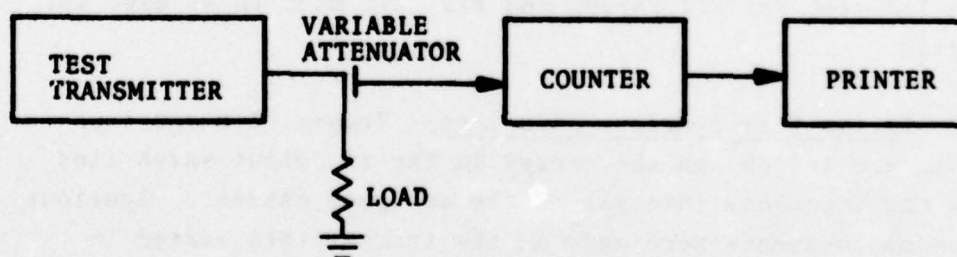 TEST
TRANSMITTER
VARIABLE
ATTENUATOR
COUNTER
PRINTER
LOAD